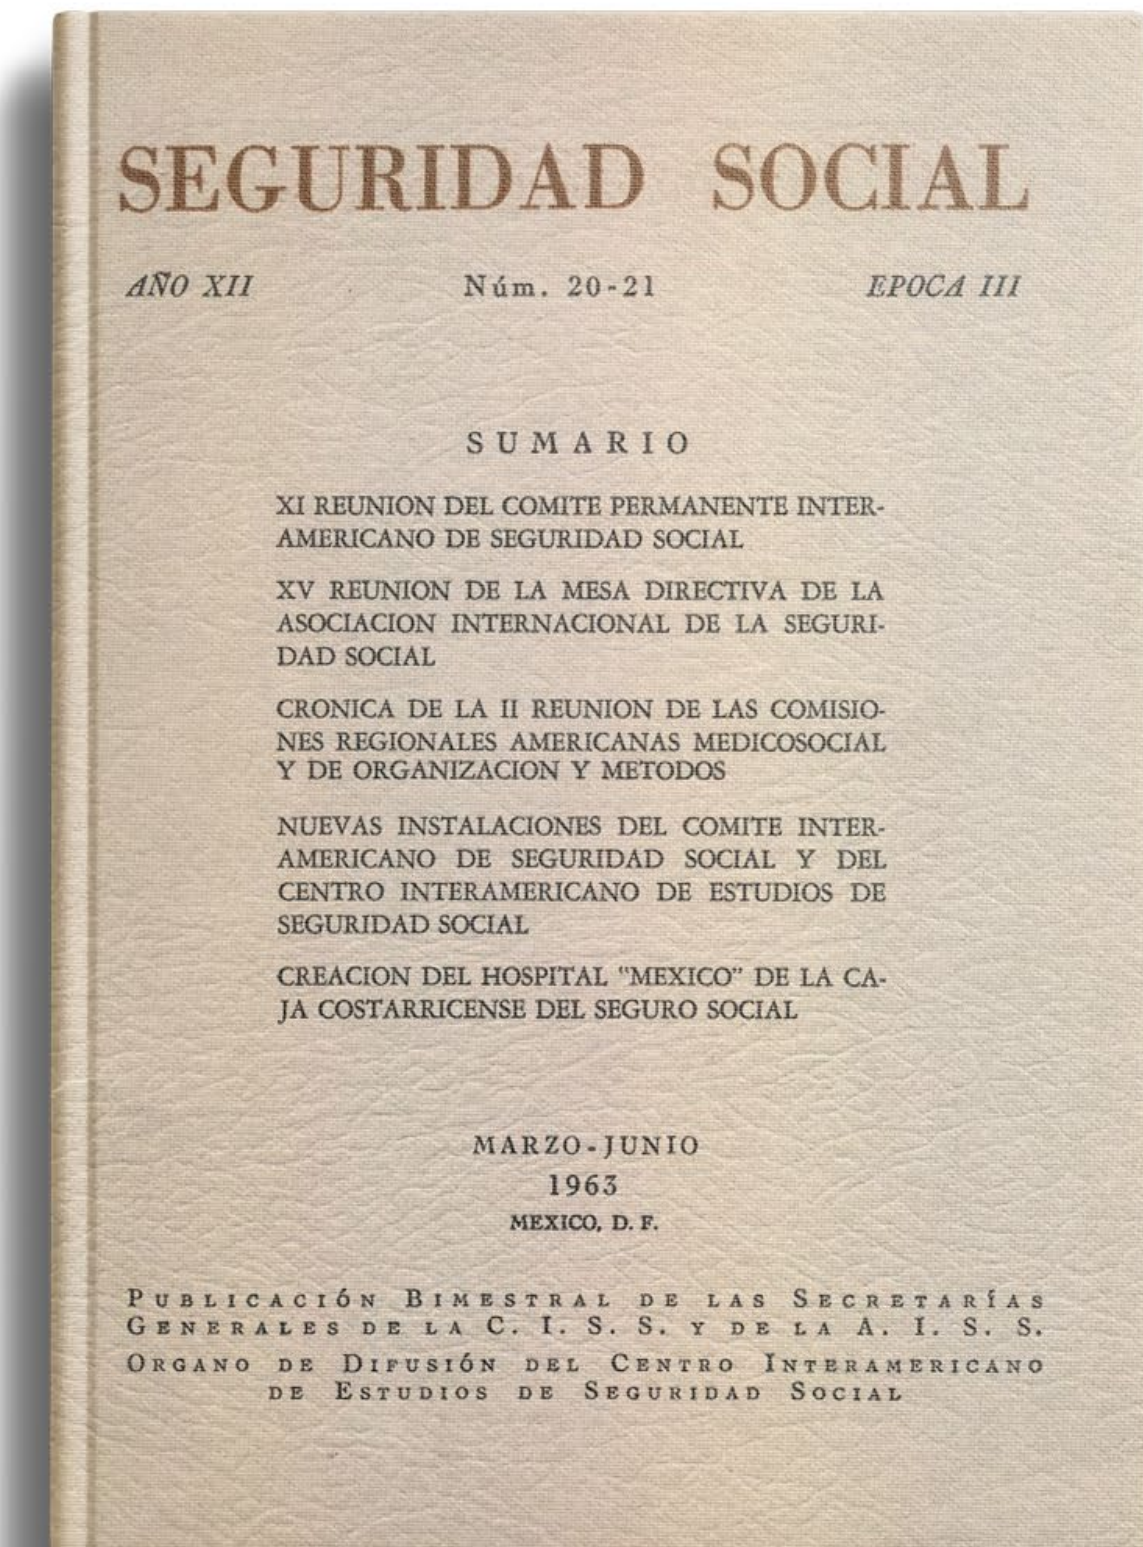 SEGURIDAD SOCIAL
AÑO XII Núm. 20-21 EPOCA III
SUMARIO
XI REUNION DEL COMITE PERMANENTE INTER-
AMERICANO DE SEGURIDAD SOCIAL
XV REUNION DE LA MESA DIRECTIVA DE LA
ASOCIACION INTERNACIONAL DE LA SEGURI-
DAD SOCIAL
CRONICA DE LA II REUNION DE LAS COMISIO-
NES REGIONALES AMERICANAS MEDICOSOCIAL
Y DE ORGANIZACION Y METODOS
NUEVAS INSTALACIONES DEL COMITE INTER-
AMERICANO DE SEGURIDAD SOCIAL Y DEL
CENTRO INTERAMERICANO DE ESTUDIOS DE
SEGURIDAD SOCIAL
CREACION DEL HOSPITAL "MEXICO" DE LA CA-
JA COSTARRICENSE DEL SEGURO SOCIAL
MARZO-JUNIO
1963
MEXICO, D. F.
PUBLICACIÓN BIMESTRAL DE LAS SECRETARÍAS
GENERALES DE LA C. I. S. S. Y DE LA A. I. S. S.
ORGANO DE DIFUSIÓN DEL CENTRO INTERAMERICANO
DE ESTUDIOS DE SEGURIDAD SOCIAL